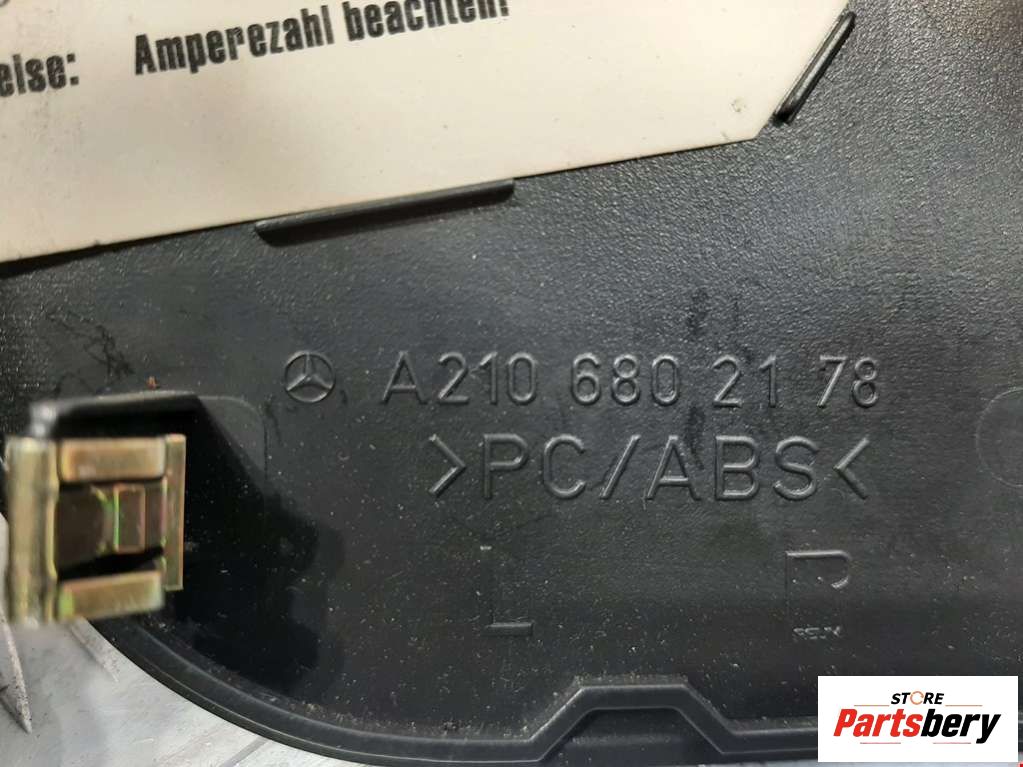 Amperezahl beachten!
eise:
A210 680 21 78
>PC/ABS<
L R
STORE
Partsbery